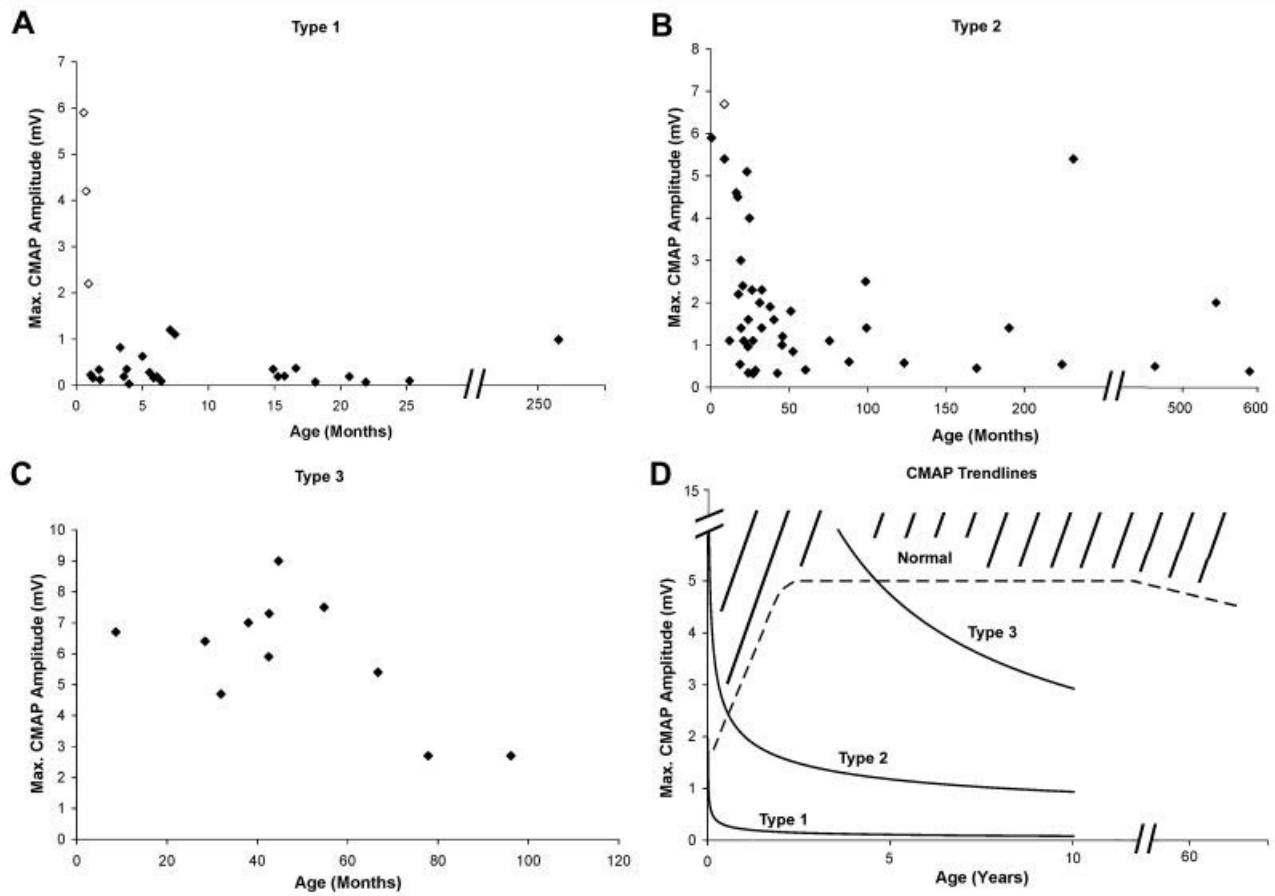 A
Type 1
Max. CMAP Amplitude (mV)
7
6
5
4
3
2
1
0
0 5 10 15 20 25 250
Age (Months)
B
Type 2
Max. CMAP Amplitude (mV)
8
7
6
5
4
3
2
1
0
0 50 100 150 200 500 600
Age (Months)
C
Type 3
Max. CMAP Amplitude (mV)
10
9
8
7
6
5
4
3
2
1
0
0 20 40 60 80 100 120
Age (Months)
D
CMAP Trendlines
Max. CMAP Amplitude (mV)
15
5
4
3
2
1
0
Normal
Type 3
Type 2
Type 1
0 5 10 60
Age (Years)